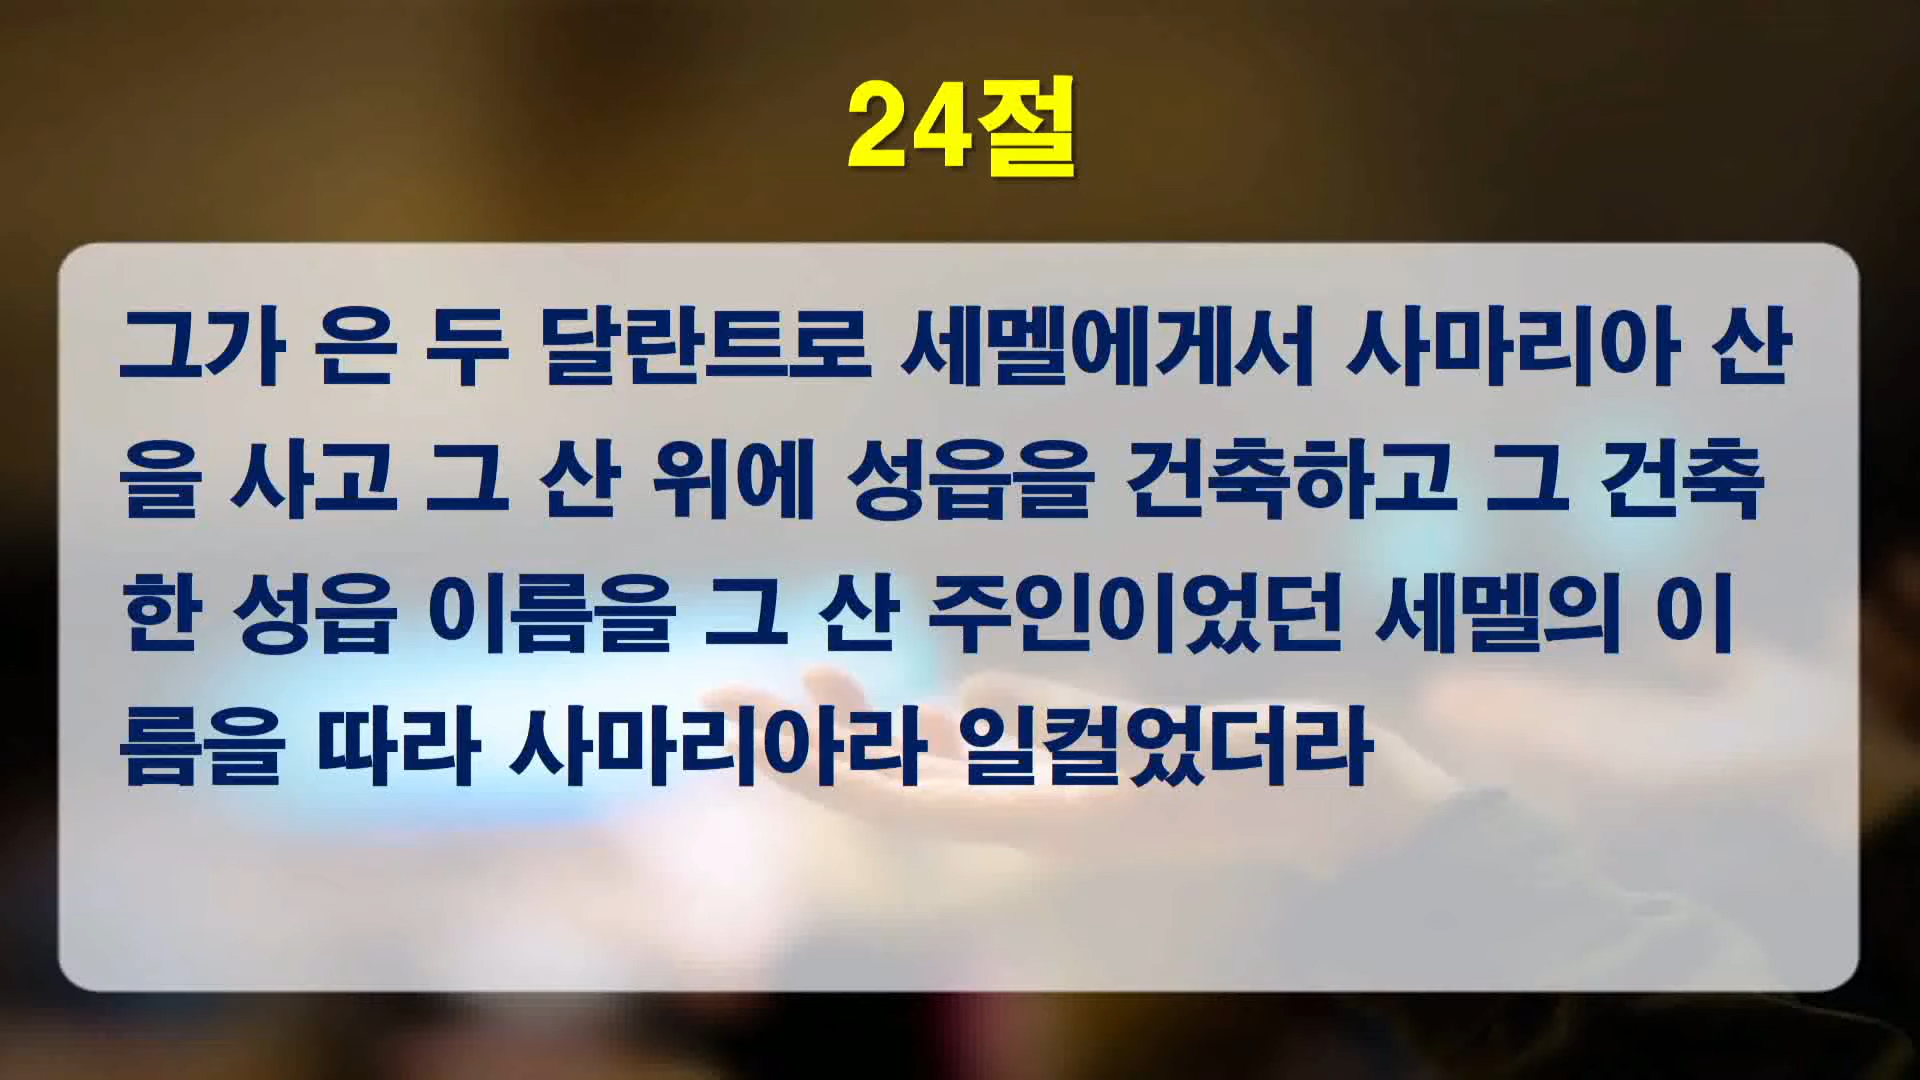 24절
그가 은 두 달란트로 세멜에게서 사마리아 산
을 사고 그 산 위에 성읍을 건축하고 그 건축
한 성읍 이름을 그 산 주인이었던 세멜의 이
름을 따라 사마리아라 일컬었더라